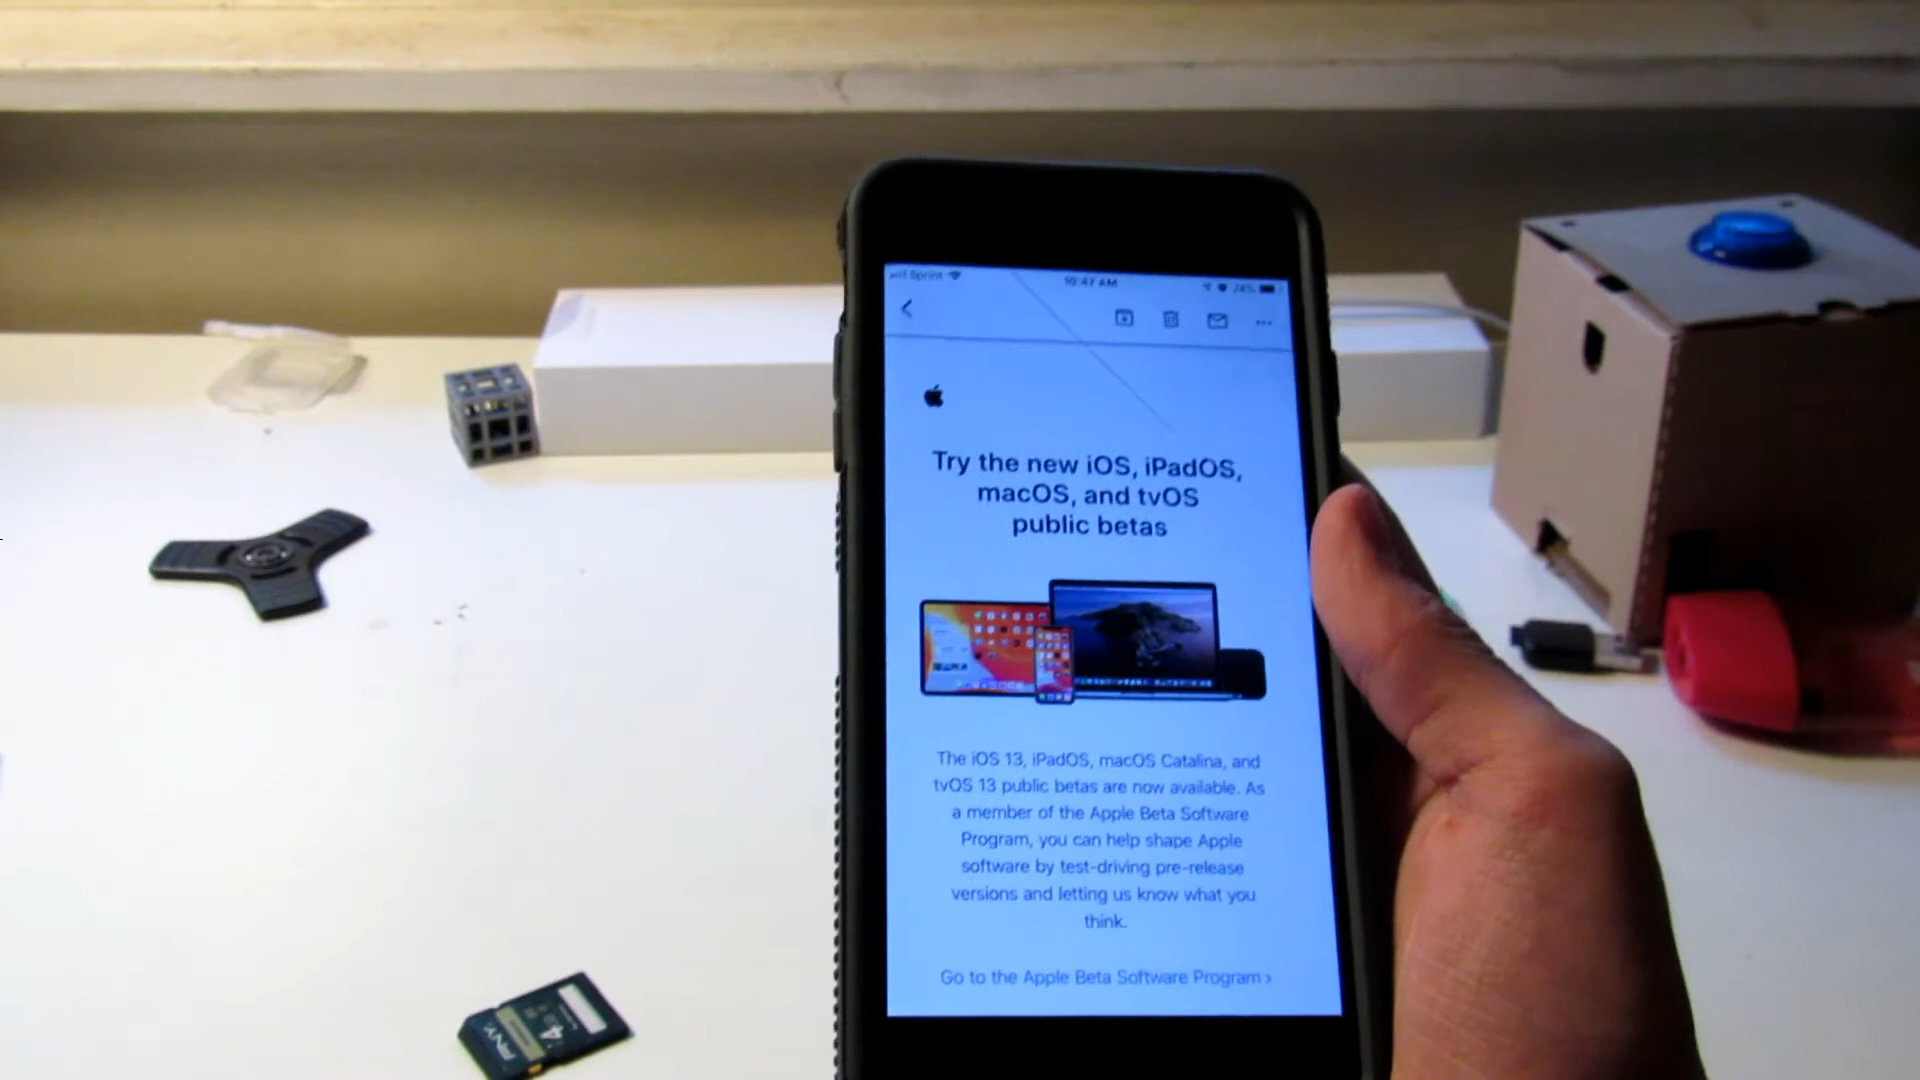 Sprint 10:47 AM 74%
Try the new iOS, iPadOS,
macOS, and tvOS
public betas
The iOS 13, iPadOS, macOS Catalina, and
tvOS 13 public betas are now available. As
a member of the Apple Beta Software
Program, you can help shape Apple
software by test-driving pre-release
versions and letting us know what you
think.
Go to the Apple Beta Software Program ›
PNY
4